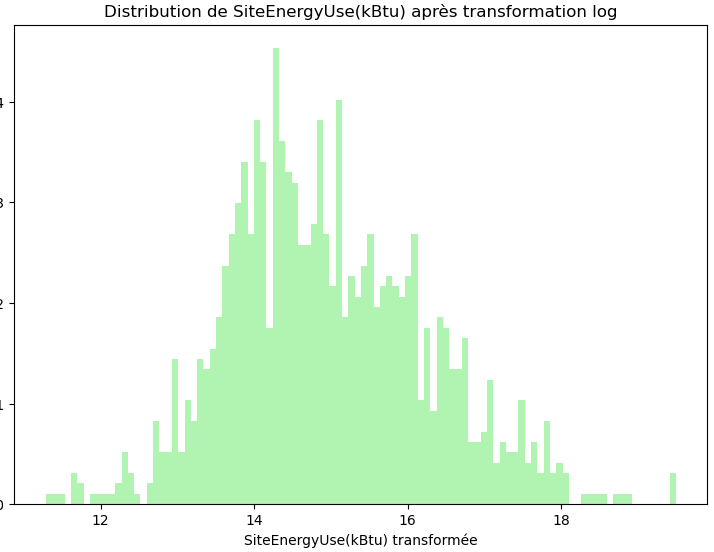 Distribution de SiteEnergyUse(kBtu) après transformation log
4
3
2
1
0
12 14 16 18
SiteEnergyUse(kBtu) transformée